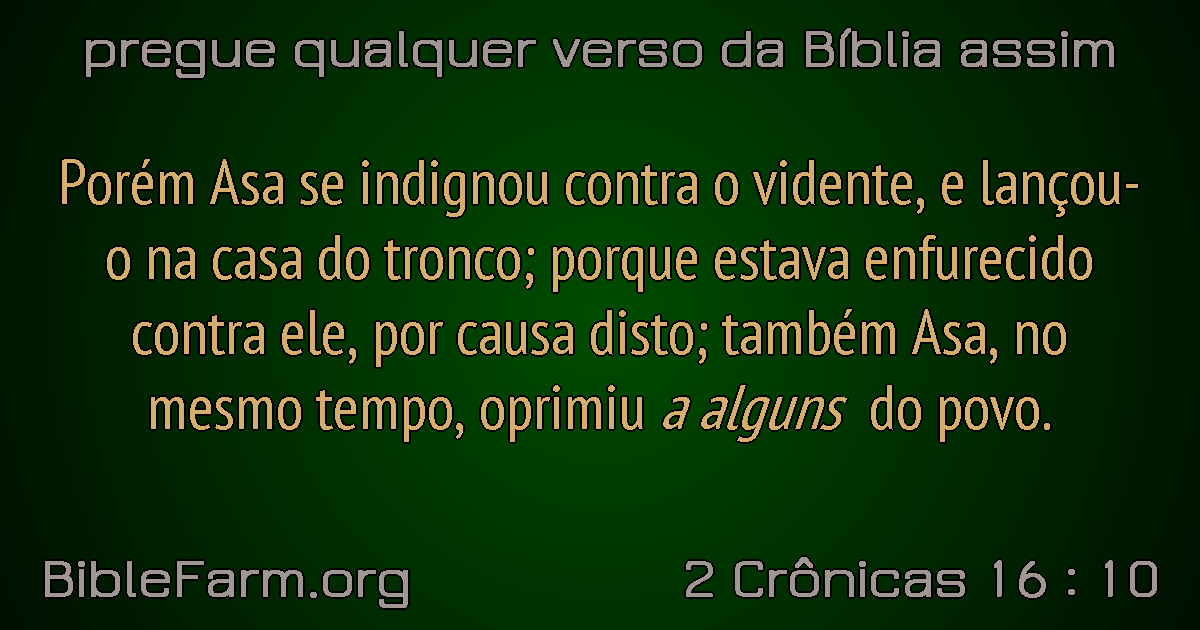 pregue qualquer verso da Bíblia assim
Porém Asa se indignou contra o vidente, e lançou-
o na casa do tronco; porque estava enfurecido
contra ele, por causa disto; também Asa, no
mesmo tempo, oprimiu a alguns do povo.
BibleFarm.org
2 Crônicas 16 : 10